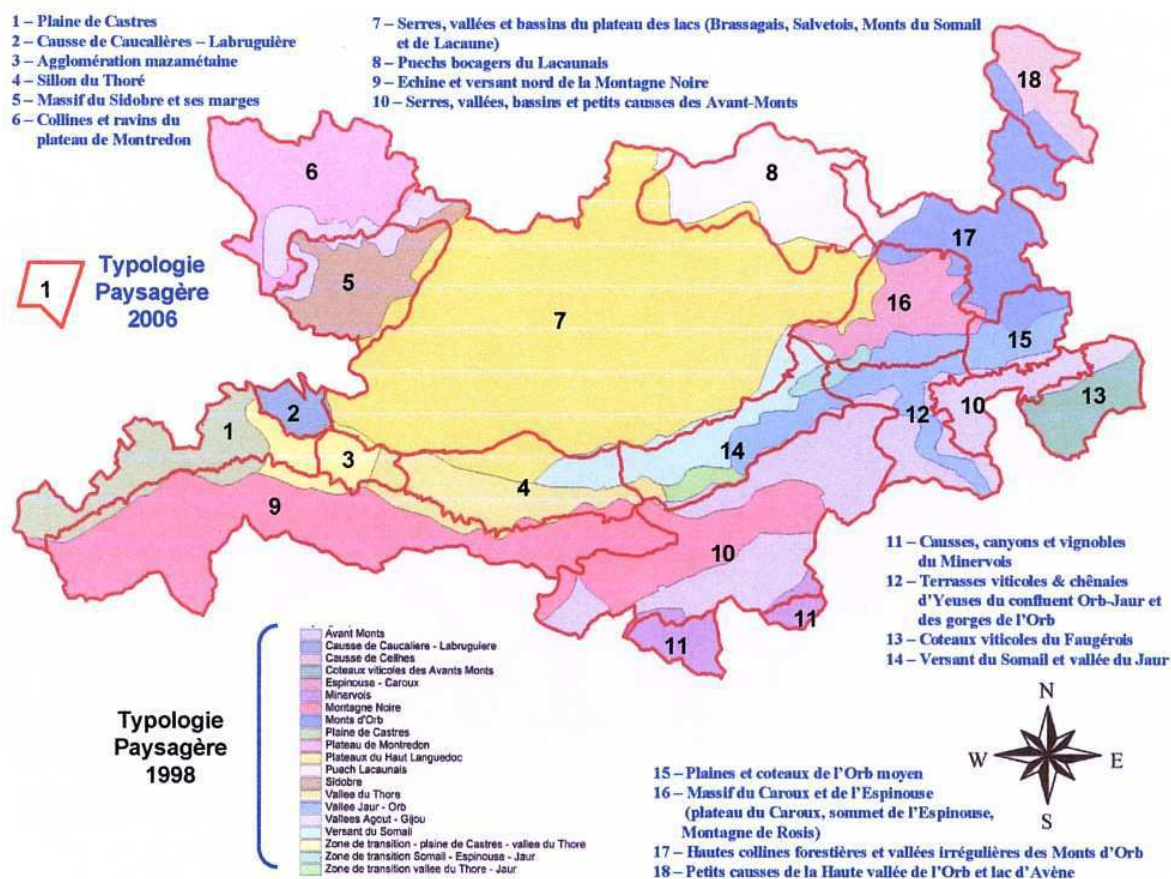 1 – Plaine de Castres
2 – Causse de Caucalières – Labruguière
3 – Agglomération mazamétaine
4 – Sillon du Thoré
5 – Massif du Sidobre et ses marges
6 – Collines et ravins du
plateau de Montredon
7 – Serres, vallées et bassins du plateau des lacs (Brassagais, Salvetois, Monts du Somail
et de Lacaune)
8 – Puechs bocagers du Lacaunais
9 – Echine et versant nord de la Montagne Noire
10 – Serres, vallées, bassins et petits causses des Avant-Monts
18
6
8
17
1
Typologie
Paysagère
2006
5
7
16
15
2
1
3
14
12
10
13
4
9
10
11
11
11 – Causses, canyons et vignobles
du Minervois
12 – Terrasses viticoles & chênaies
d'Yeuses du confluent Orb-Jaur et
des gorges de l'Orb
13 – Coteaux viticoles du Faugérois
14 – Versant du Somail et vallée du Jaur
Typologie
Paysagère
1998
Avant Monts
Causse de Caucaliere - Labruguiere
Causse de Ceilhes
Coteaux viticoles des Avants Monts
Espinouse - Caroux
Minervois
Montagne Noire
Monts d'Orb
Plaine de Castres
Plateau de Montredon
Plateaux du Haut Languedoc
Puech Lacaunais
Sidobre
Vallee du Thore
Vallee Jaur - Orb
Vallees Agout - Gijou
Versant du Somail
Zone de transition - plaine de Castres - vallee du Thore
Zone de transition Somail - Espinouse - Jaur
Zone de transition vallee du Thore - Jaur
N
W
E
S
15 – Plaines et coteaux de l'Orb moyen
16 – Massif du Caroux et de l'Espinouse
(plateau du Caroux, sommet de l'Espinouse,
Montagne de Rosis)
17 – Hautes collines forestières et vallées irrégulières des Monts d'Orb
18 – Petits causses de la Haute vallée de l'Orb et lac d'Avène